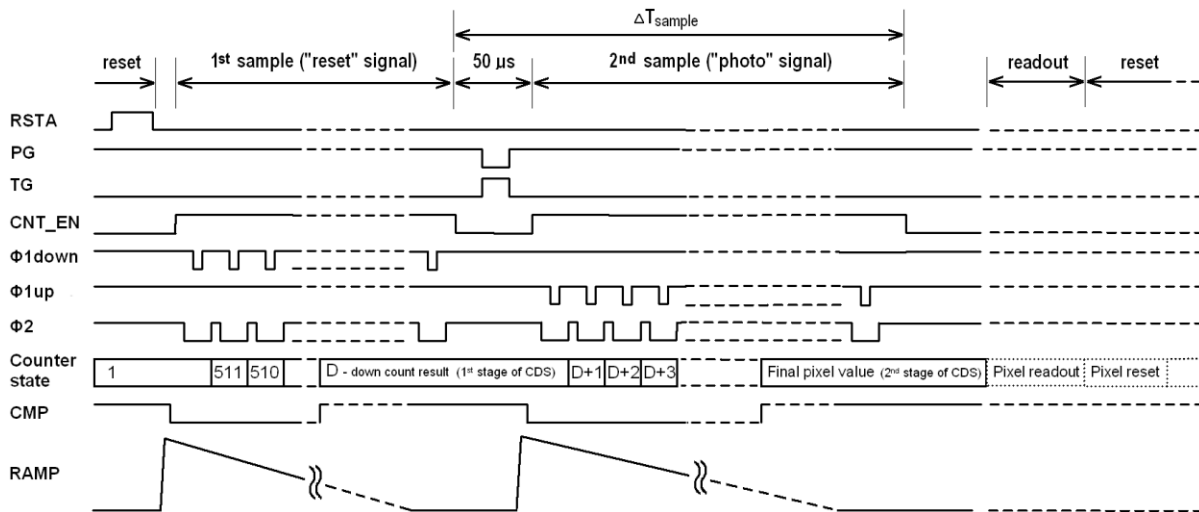 ΔTsample
reset 1st sample ("reset" signal) 50 µs 2nd sample ("photo" signal) readout reset
RSTA
PG
TG
CNT_EN
Φ1down
Φ1up
Φ2
Counter state 1 511 510 D - down count result (1st stage of CDS) D+1 D+2 D+3 Final pixel value (2nd stage of CDS) Pixel readout Pixel reset
CMP
RAMP